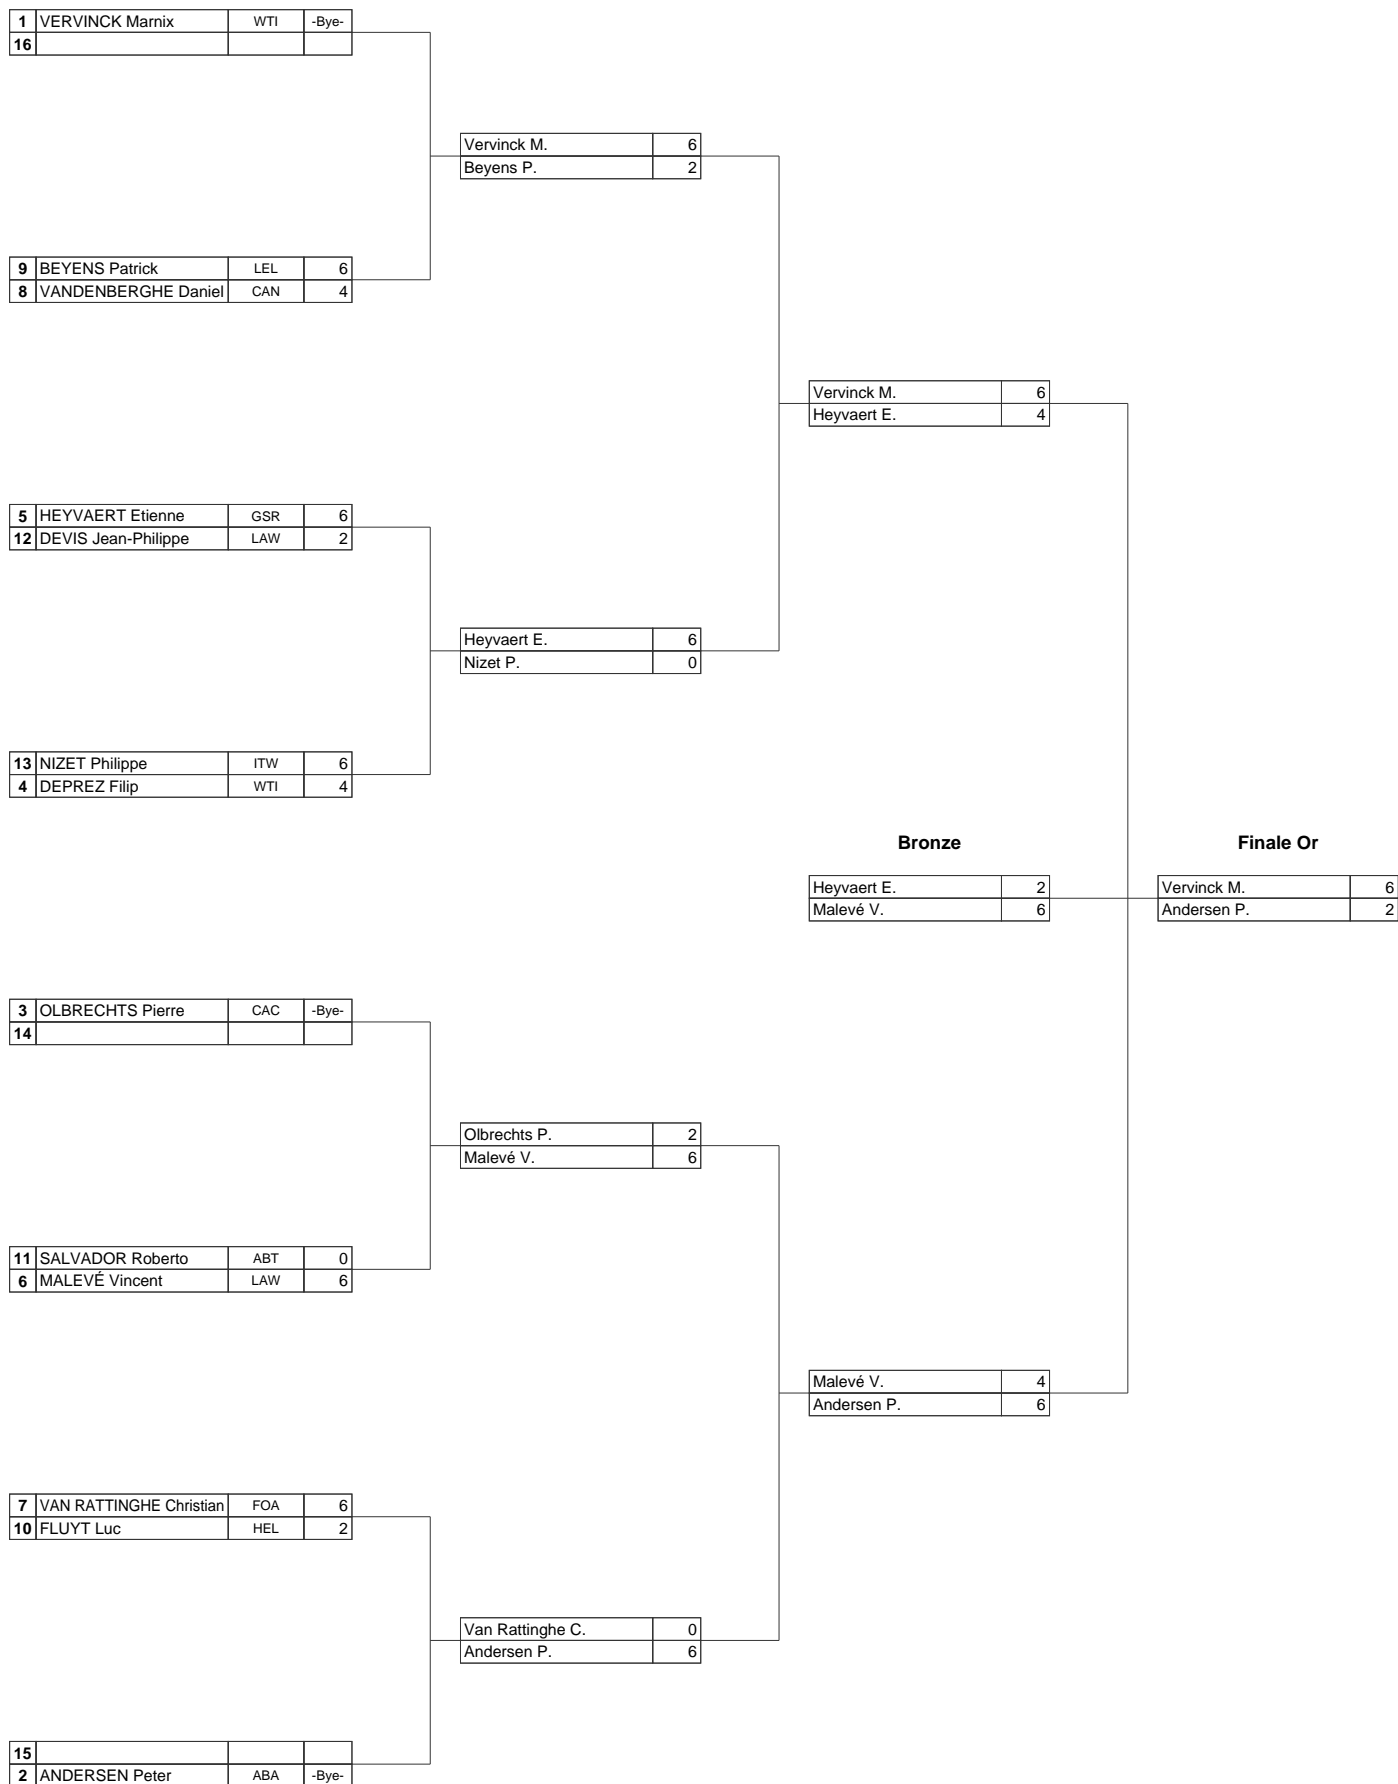 1 VERVINCK Marnix WTI -Bye-
16
Vervinck M. 6
Beyens P. 2
9 BEYENS Patrick LEL 6
8 VANDENBERGHE Daniel CAN 4
Vervinck M. 6
Heyvaert E. 4
5 HEYVAERT Etienne GSR 6
12 DEVIS Jean-Philippe LAW 2
Heyvaert E. 6
Nizet P. 0
13 NIZET Philippe ITW 6
4 DEPREZ Filip WTI 4
Bronze Finale Or
Heyvaert E. 2 Vervinck M. 6
Malevé V. 6 Andersen P. 2
3 OLBRECHTS Pierre CAC -Bye-
14
Olbrechts P. 2
Malevé V. 6
11 SALVADOR Roberto ABT 0
6 MALEVÉ Vincent LAW 6
Malevé V. 4
Andersen P. 6
7 VAN RATTINGHE Christian FOA 6
10 FLUYT Luc HEL 2
Van Rattinghe C. 0
Andersen P. 6
15
2 ANDERSEN Peter ABA -Bye-